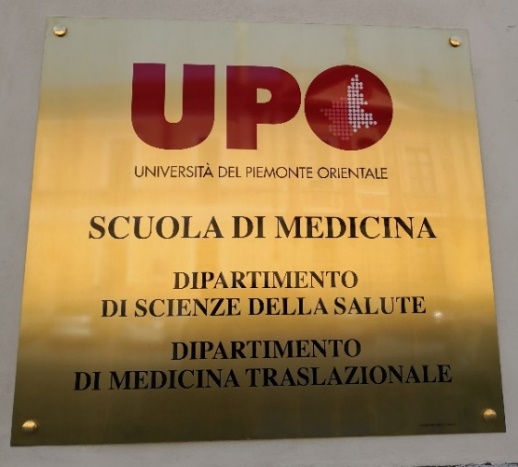 UPO
UNIVERSITÀ DEL PIEMONTE ORIENTALE
SCUOLA DI MEDICINA
DIPARTIMENTO
DI SCIENZE DELLA SALUTE
DIPARTIMENTO
DI MEDICINA TRASLAZIONALE